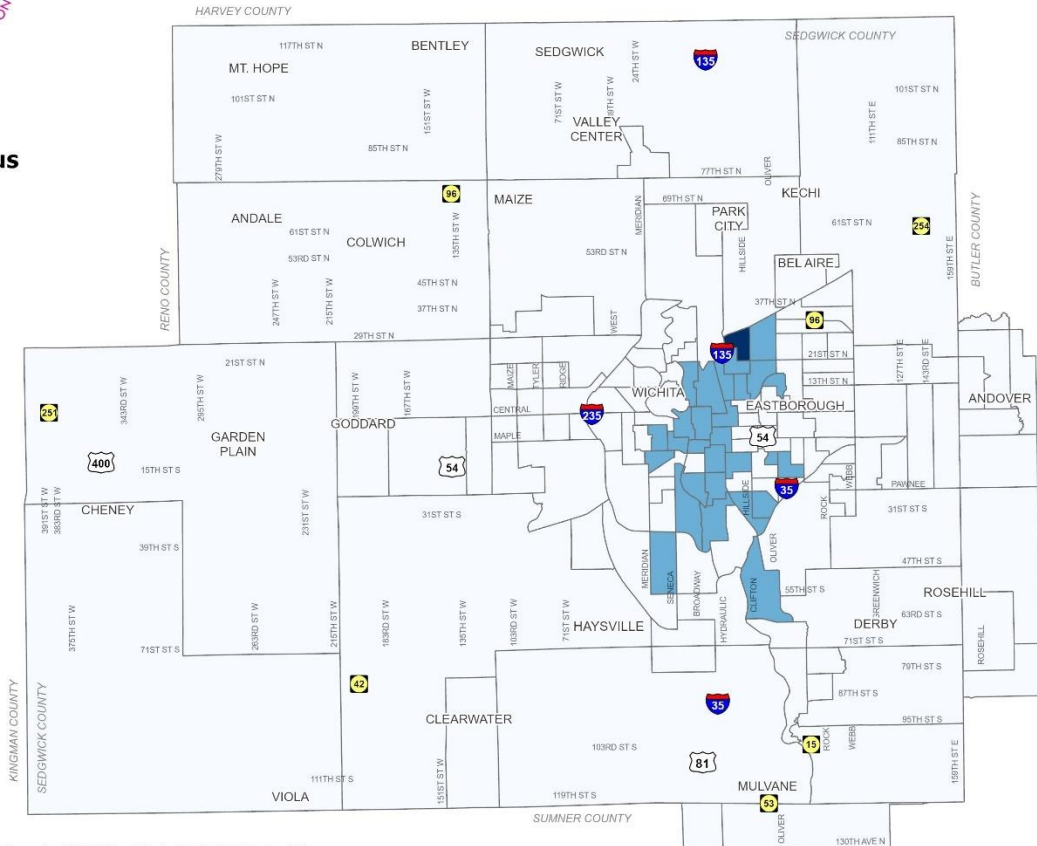 HARVEY COUNTY
SEDGWICK COUNTY
117TH ST N
BENTLEY
SEDGWICK
24TH ST W
135
MT. HOPE
101ST ST N
151ST ST W
71ST ST W
VALLEY
CENTER
101ST ST N
111TH ST E
85TH ST N
us
279TH ST W
85TH ST N
77TH ST N
OLIVER
96
MAIZE
KECHI
MERIDIAN
69TH ST N
PARK
CITY
ANDALE
61ST ST N
COLWICH
135TH ST W
HILLSIDE
61ST ST N
254
BUTLER COUNTY
RENO COUNTY
53RD ST N
53RD ST N
BEL AIRE
159TH ST E
247TH ST W
215TH ST W
45TH ST N
37TH ST N
37TH ST N
96
29TH ST N
WEST
135
21ST ST N
127TH ST E
143RD ST E
21ST ST N
MAIZE
TYLER
RIDGE
13TH ST N
343RD ST W
295TH ST W
199TH ST W
167TH ST W
WICHITA
EASTBOROUGH
ANDOVER
251
CENTRAL
235
GODDARD
MAPLE
54
GARDEN
PLAIN
400
15TH ST S
54
35
WEBB
PAWNEE
391ST ST W
383RD ST W
CHENEY
231ST ST W
31ST ST S
HILLSIDE
ROCK
31ST ST S
39TH ST S
OLIVER
47TH ST S
MERIDIAN
SENECA
BROADWAY
HYDRAULIC
CLIFTON
55TH ST S
GREENWICH
ROSEHILL
375TH ST W
263RD ST W
215TH ST W
183RD ST W
135TH ST W
103RD ST W
71ST ST W
HAYSVILLE
63RD ST S
DERBY
71ST ST S
71ST ST S
ROSEHILL
79TH ST S
42
87TH ST S
KINGMAN COUNTY
SEDGWICK COUNTY
35
CLEARWATER
95TH ST S
103RD ST S
15
ROCK
WEBB
81
159TH ST E
111TH ST S
151ST ST W
MULVANE
VIOLA
119TH ST S
53
SUMNER COUNTY
OLIVER
130TH AVE N